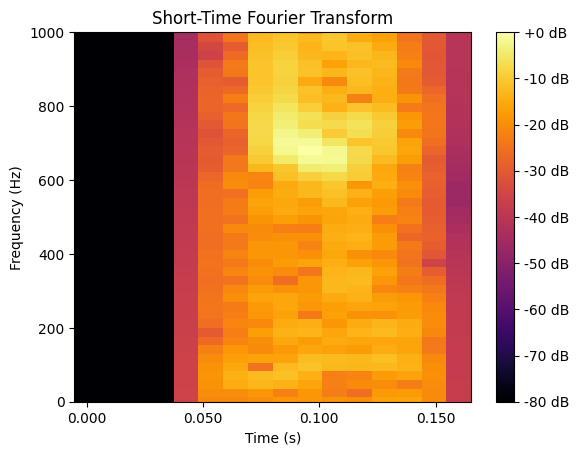 Short-Time Fourier Transform
1000
800
600
400
200
0
Frequency (Hz)
0.000
0.050
0.100
0.150
Time (s)
+0 dB
-10 dB
-20 dB
-30 dB
-40 dB
-50 dB
-60 dB
-70 dB
-80 dB